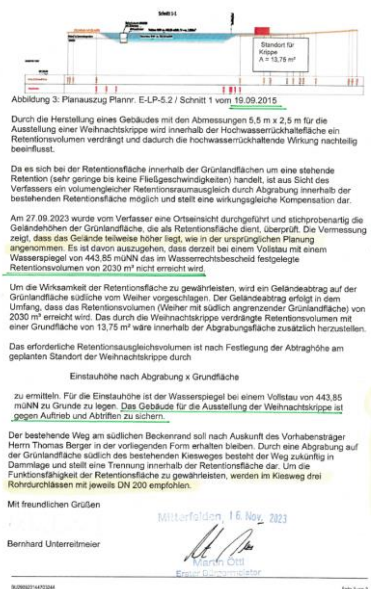 Schnitt 1-1
Standort für
Krippe
A = 13,75 m²
Abbildung 3: Planauszug Plannr. E-LP-5.2 / Schnitt 1 vom 19.09.2015
Durch die Herstellung eines Gebäudes mit den Abmessungen 5,5 m x 2,5 m für die
Ausstellung einer Weihnachtskrippe wird innerhalb der Hochwasserrückhaltefläche ein
Retentionsvolumen verdrängt und dadurch die hochwasserrückhaltende Wirkung nachteilig
beeinflusst.
Da es sich bei der Retentionsfläche innerhalb der Grünlandflächen um eine stehende
Retention (sehr geringe bis keine Fließgeschwindigkeiten) handelt, ist aus Sicht des
Verfassers ein volumengleicher Retentionsraumausgleich durch Abgrabung innerhalb der
bestehenden Retentionsfläche möglich und stellt eine wirkungsgleiche Kompensation dar.
Am 27.09.2023 wurde vom Verfasser eine Ortseinsicht durchgeführt und stichprobenartig die
Geländehöhen der Grünlandfläche, die als Retentionsfläche dient, überprüft. Die Vermessung
zeigt, dass das Gelände teilweise höher liegt, wie in der ursprünglichen Planung
angenommen. Es ist davon auszugehen, dass derzeit bei einem Vollstau mit einem
Wasserspiegel von 443,85 müNN das im Wasserrechtsbescheid festgelegte
Retentionsvolumen von 2030 m³ nicht erreicht wird.
Um die Wirksamkeit der Retentionsfläche zu gewährleisten, wird ein Geländeabtrag auf der
Grünlandfläche südliche vom Weiher vorgeschlagen. Der Geländeabtrag erfolgt in dem
Umfang, dass das Retentionsvolumen (Weiher mit südlich angrenzender Grünlandfläche) von
2030 m³ erreicht wird. Das durch die Weihnachtskrippe verdrängte Retentionsvolumen mit
einer Grundfläche von 13,75 m² wäre innerhalb der Abgrabungsfläche zusätzlich herzustellen.
Das erforderliche Retentionsausgleichsvolumen ist nach Festlegung der Abtraghöhe am
geplanten Standort der Weihnachtskrippe durch
Einstauhöhe nach Abgrabung x Grundfläche
zu ermitteln. Für die Einstauhöhe ist der Wasserspiegel bei einem Vollstau von 443,85
müNN zu Grunde zu legen. Das Gebäude für die Ausstellung der Weihnachtskrippe ist
gegen Auftrieb und Abtriften zu sichern.
Der bestehende Weg am südlichen Beckenrand soll nach Auskunft des Vorhabensträger
Herrn Thomas Berger in der vorliegenden Form erhalten bleiben. Durch eine Abgrabung auf
der Grünlandfläche südlich des bestehenden Kiesweges besteht der Weg zukünftig in
Dammlage und stellt eine Trennung innerhalb der Retentionsfläche dar. Um die
Funktionsfähigkeit der Retentionsfläche zu gewährleisten, werden im Kiesweg drei
Rohrdurchlässen mit jeweils DN 200 empfohlen.
Mit freundlichen Grüßen
Mitterfelden, 16. Nov. 2023
Bernhard Unterreitmeier
Martin Öttl
Erster Bürgermeister